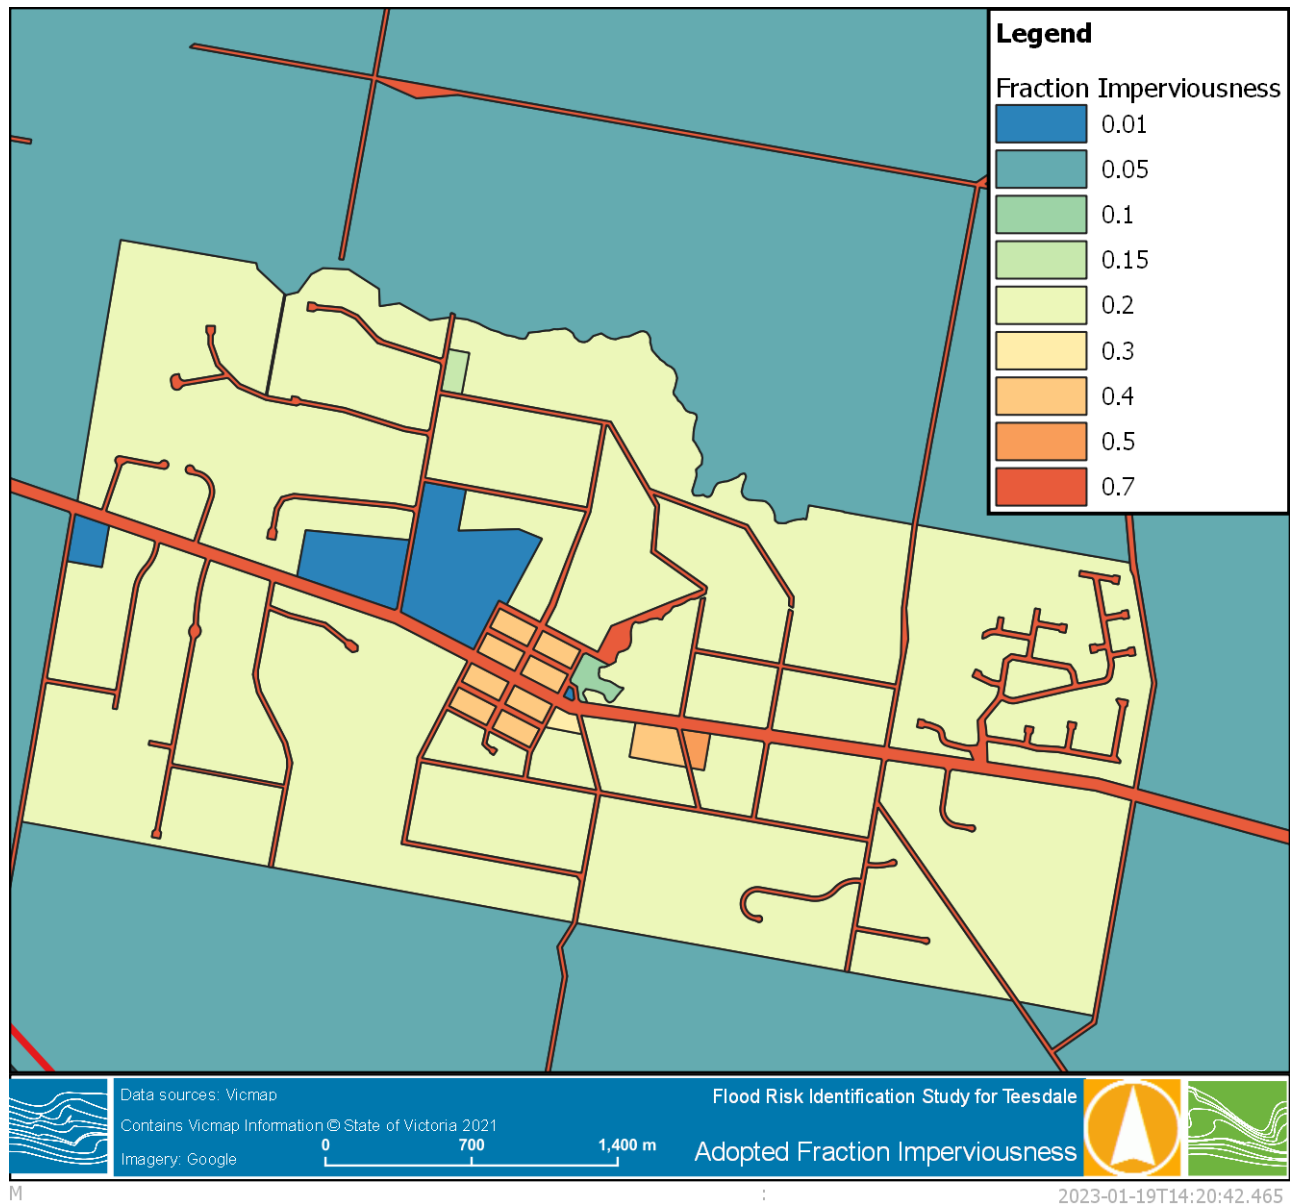 Legend
Fraction Imperviousness
0.01
0.05
0.1
0.15
0.2
0.3
0.4
0.5
0.7
Data sources: Vicmap
Contains Vicmap Information © State of Victoria 2021
Imagery: Google
0 700 1,400 m
Flood Risk Identification Study for Teesdale
Adopted Fraction Imperviousness
M : 2023-01-19T14:20:42.465